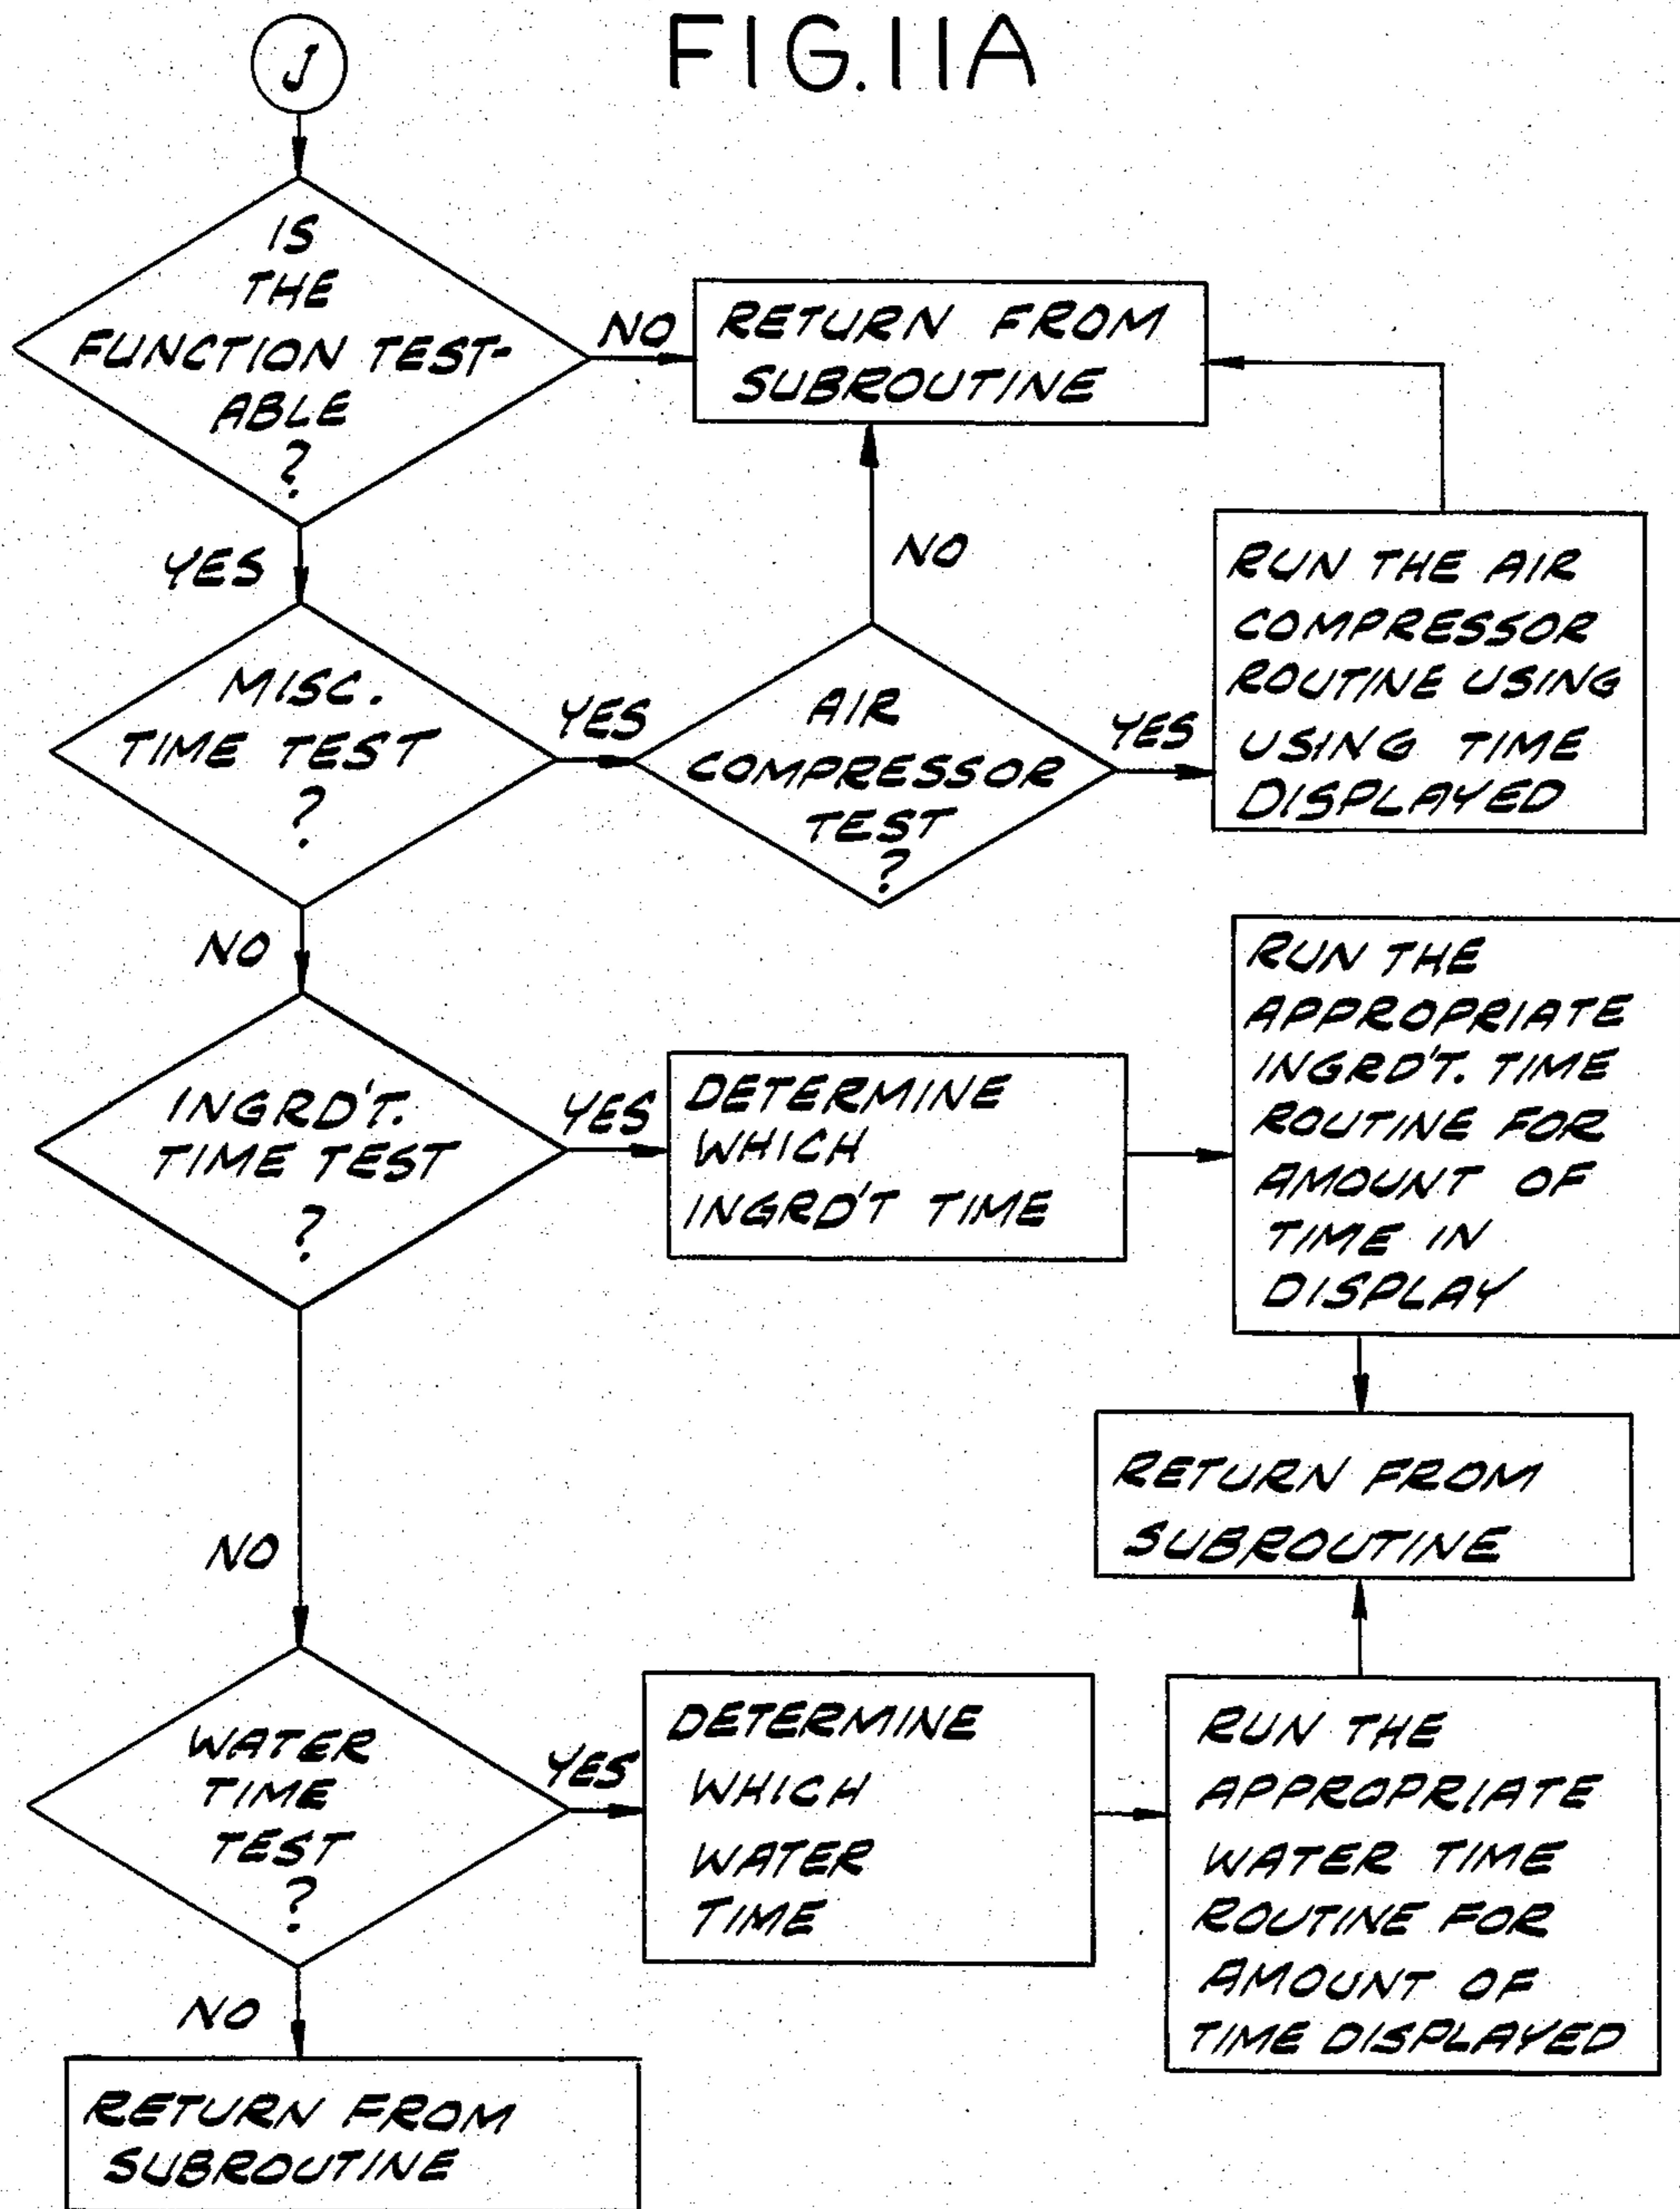 FIG.11A
J
IS
THE
FUNCTION TEST-
ABLE
?
NO
RETURN FROM
SUBROUTINE
YES
NO
RUN THE AIR
COMPRESSOR
ROUTINE USING
USING TIME
DISPLAYED
MISC.
TIME TEST
?
YES
AIR
COMPRESSOR
TEST
?
YES
NO
INGRD'T.
TIME TEST
?
YES
DETERMINE
WHICH
INGRD'T TIME
RUN THE
APPROPRIATE
INGRD'T. TIME
ROUTINE FOR
AMOUNT OF
TIME IN
DISPLAY
RETURN FROM
SUBROUTINE
NO
WATER
TIME
TEST
?
YES
DETERMINE
WHICH
WATER
TIME
RUN THE
APPROPRIATE
WATER TIME
ROUTINE FOR
AMOUNT OF
TIME DISPLAYED
NO
RETURN FROM
SUBROUTINE